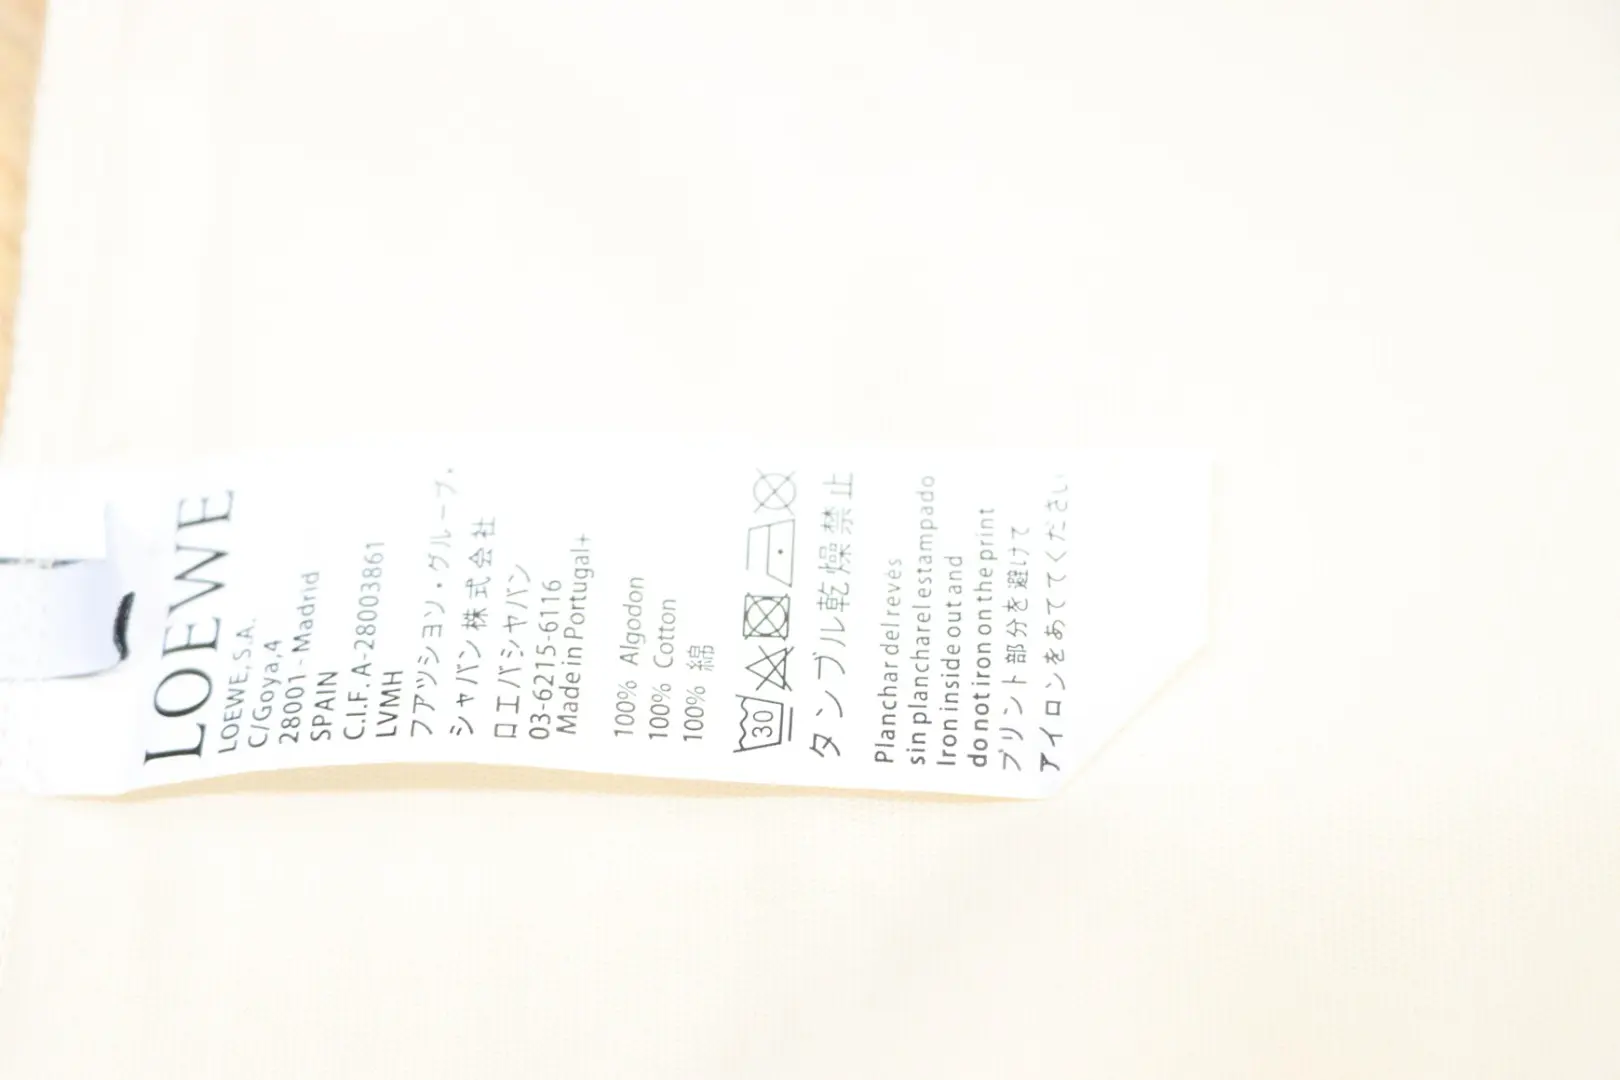 LOEWE
LOEWE, S.A.
C/Goya, 4
28001 - Madrid
SPAIN
C.I.F. A-28003861
LVMH
フアツシヨン・グループ・
ジャパン株式会社
ロエベジャパン
03-6215-6116
Made in Portugal+
100% Algodon
100% Cotton
100% 綿
30
タンブル乾燥禁止
Planchar del revés
sin planchar el estampado
Iron inside out and
do not iron on the print
プリント部分を避けて
アイロンをあててください